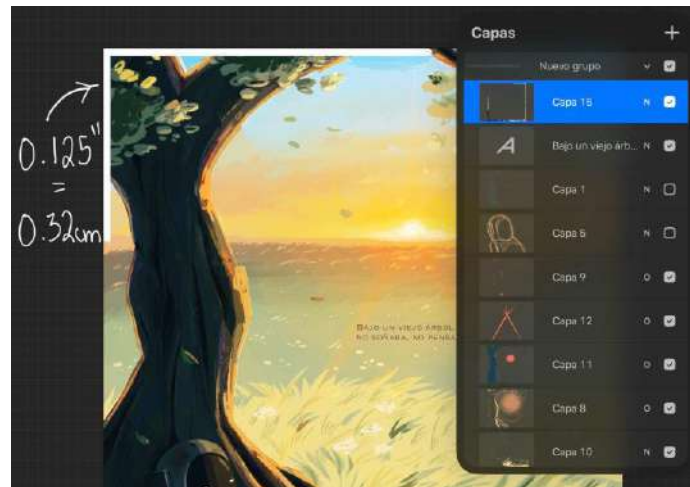 0.125"
=
0.32cm
BAJO UN VIEJO ÁRBOL
NO SOÑABA, NO PENSA
Capas
Nuevo grupo
Capa 15 N
A Bajo un viejo árb... N
Capa 1 N
Capa 5 N
Capa 9 O
Capa 12 O
Capa 11 O
Capa 8 O
Capa 10 N